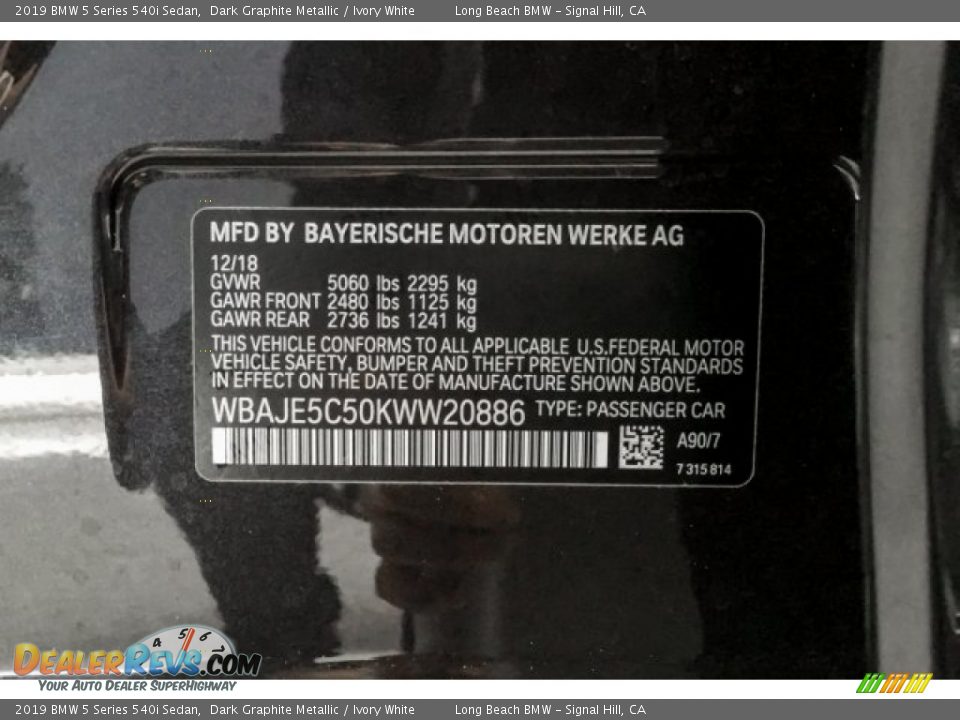 2019 BMW 5 Series 540i Sedan, Dark Graphite Metallic / Ivory White Long Beach BMW - Signal Hill, CA
MFD BY BAYERISCHE MOTOREN WERKE AG
12/18
GVWR 5060 lbs 2295 kg
GAWR FRONT 2480 lbs 1125 kg
GAWR REAR 2736 lbs 1241 kg
THIS VEHICLE CONFORMS TO ALL APPLICABLE U.S.FEDERAL MOTOR
VEHICLE SAFETY, BUMPER AND THEFT PREVENTION STANDARDS
IN EFFECT ON THE DATE OF MANUFACTURE SHOWN ABOVE.
WBAJE5C50KWW20886 TYPE: PASSENGER CAR
A90/7
7315814
4 5 6 7
DEALERREVS.COM
YOUR AUTO DEALER SUPERHIGHWAY
2019 BMW 5 Series 540i Sedan, Dark Graphite Metallic / Ivory White Long Beach BMW - Signal Hill, CA